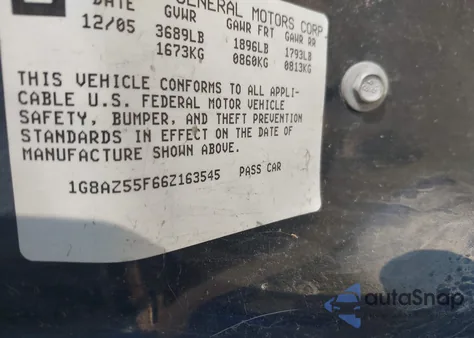 GENERAL MOTORS CORP
DATE GVWR GAWR FRT GAWR RR
12/05 3689LB 1896LB 1793LB
1673KG 0860KG 0813KG
THIS VEHICLE CONFORMS TO ALL APPLI-
CABLE U.S. FEDERAL MOTOR VEHICLE
SAFETY, BUMPER, AND THEFT PREVENTION
STANDARDS IN EFFECT ON THE DATE OF
MANUFACTURE SHOWN ABOVE.
1G8AZ55F66Z163545 PASS CAR
autoSnap